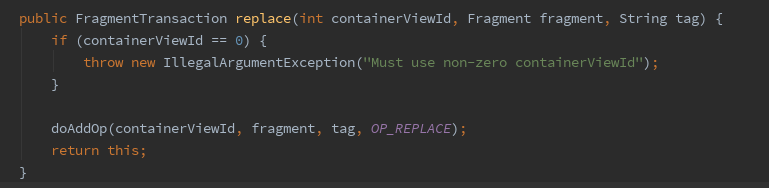 public FragmentTransaction replace(int containerViewId, Fragment fragment, String tag) {
    if (containerViewId == 0) {
        throw new IllegalArgumentException("Must use non-zero containerViewId");
    }

    doAddOp(containerViewId, fragment, tag, OP_REPLACE);
    return this;
}